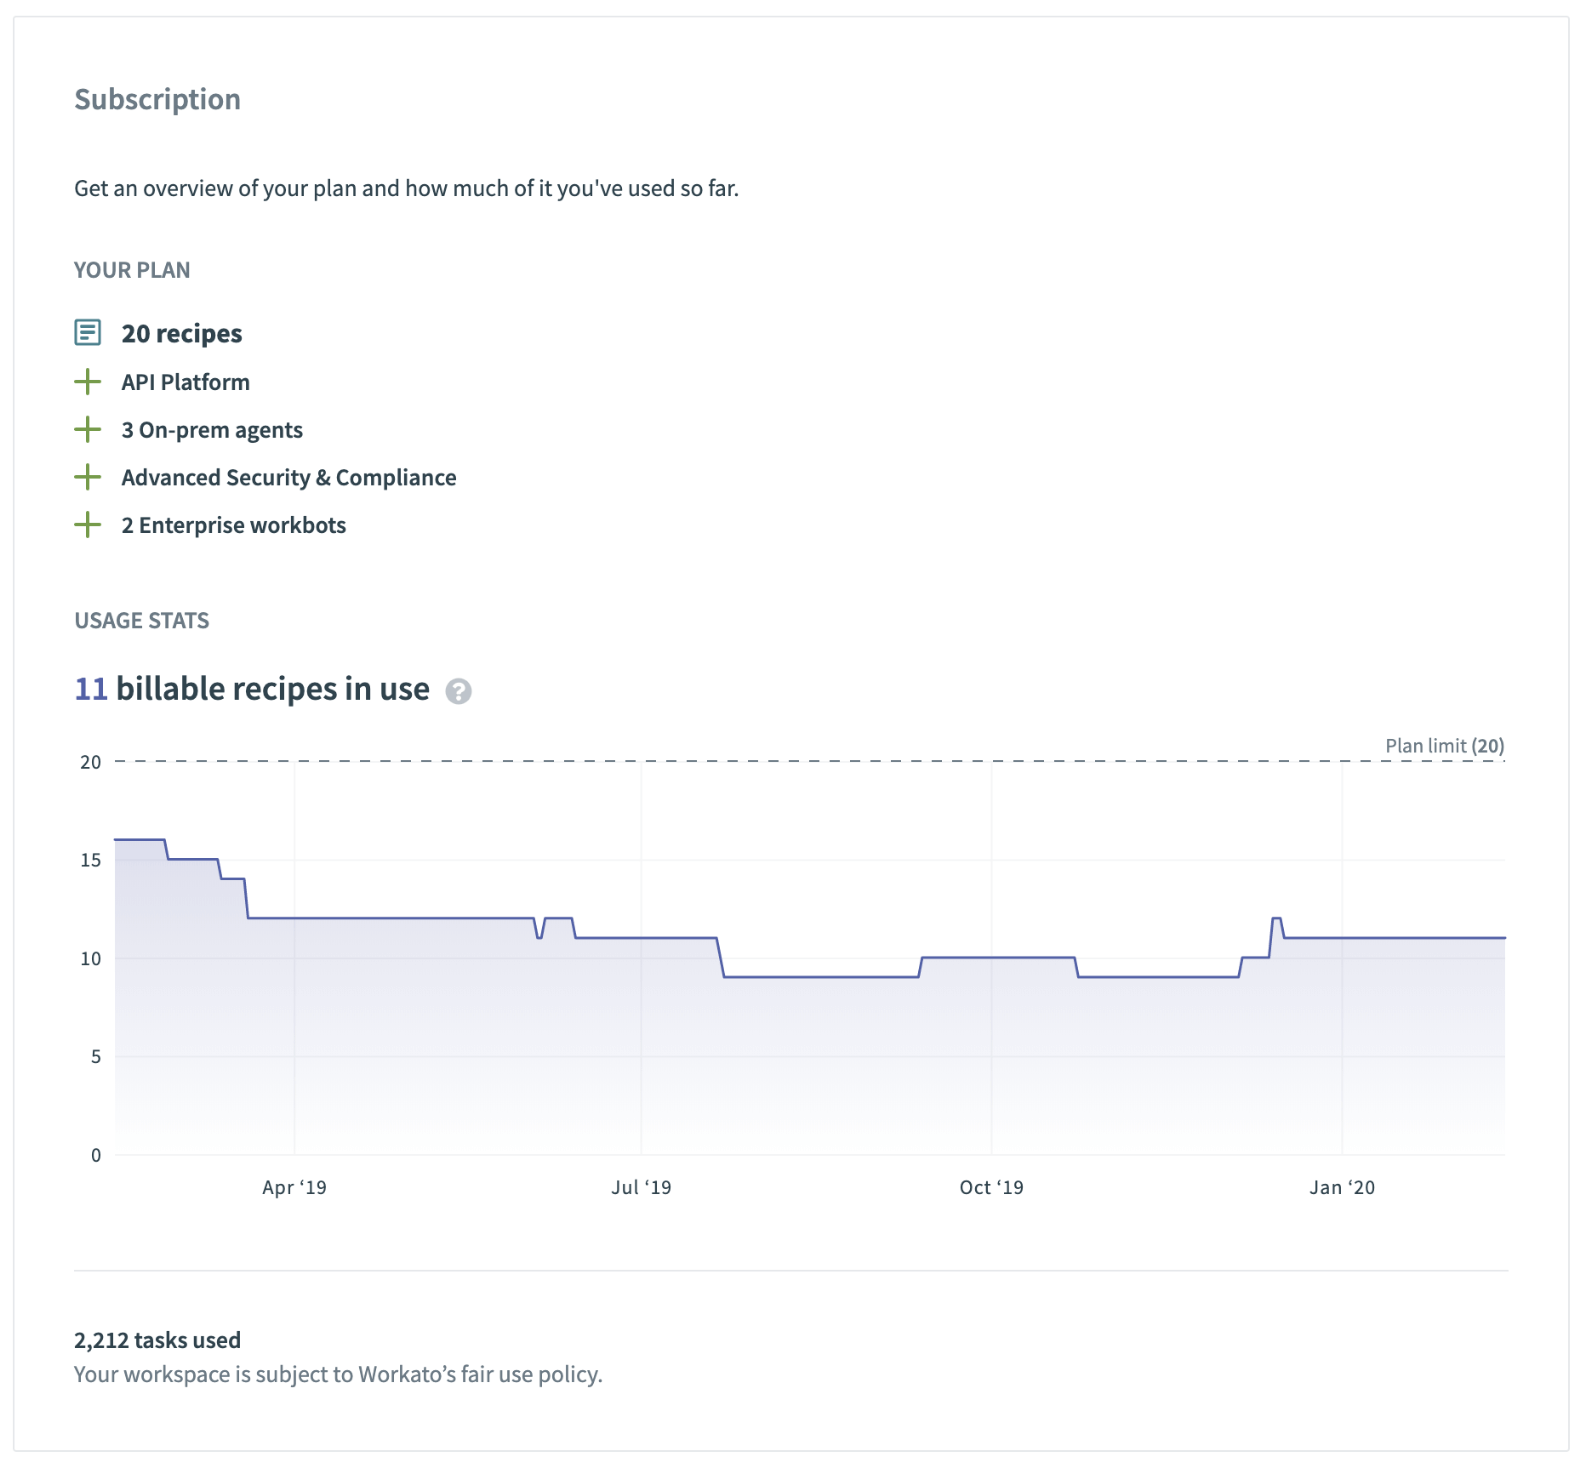 Subscription
Get an overview of your plan and how much of it you've used so far.
YOUR PLAN
20 recipes
API Platform
3 On-prem agents
Advanced Security & Compliance
2 Enterprise workbots
USAGE STATS
11 billable recipes in use ?
Plan limit (20)
20
15
10
5
0
Apr ‘19 Jul ‘19 Oct ‘19 Jan ‘20
2,212 tasks used
Your workspace is subject to Workato’s fair use policy.